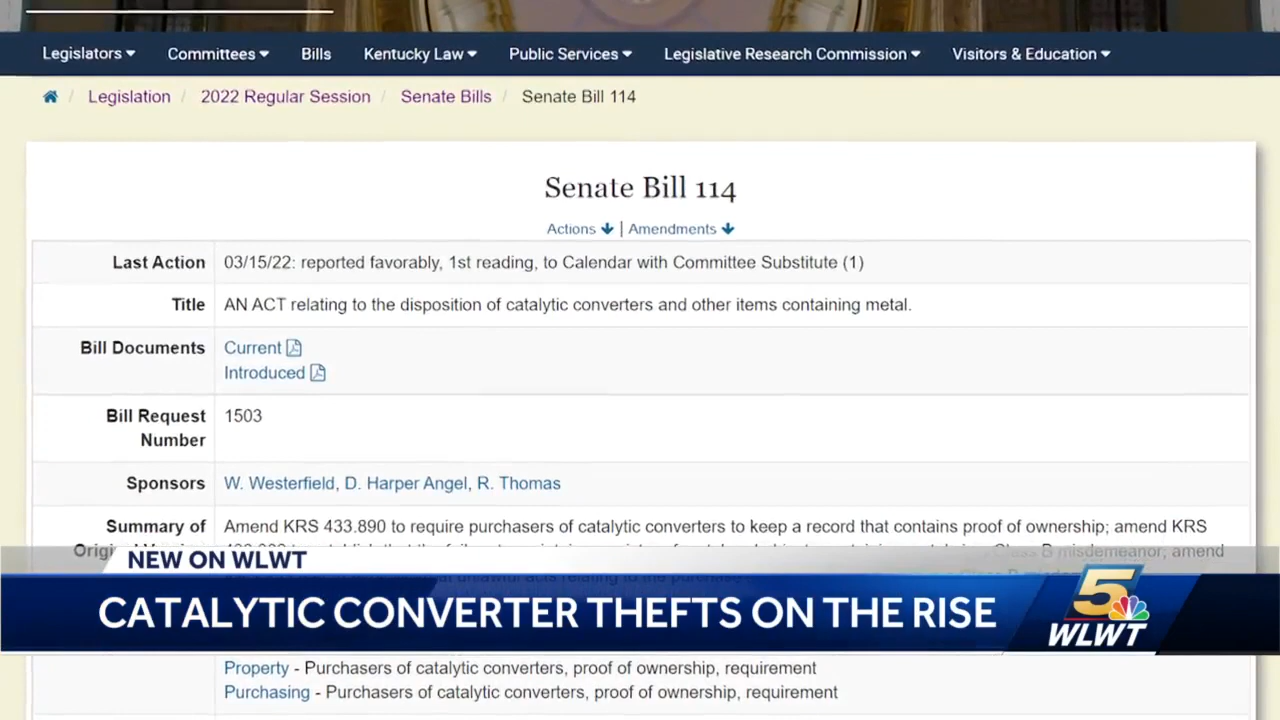 Legislators Committees Bills Kentucky Law Public Services Legislative Research Commission Visitors & Education
/ Legislation / 2022 Regular Session / Senate Bills / Senate Bill 114
Senate Bill 114
Actions | Amendments
Last Action 03/15/22: reported favorably, 1st reading, to Calendar with Committee Substitute (1)
Title AN ACT relating to the disposition of catalytic converters and other items containing metal.
Bill Documents Current
Introduced
Bill Request Number 1503
Sponsors W. Westerfield, D. Harper Angel, R. Thomas
Summary of Amend KRS 433.890 to require purchasers of catalytic converters to keep a record that contains proof of ownership; amend KRS
Class B misdemeanor; amend
NEW ON WLWT
CATALYTIC CONVERTER THEFTS ON THE RISE
5
WLWT
Property - Purchasers of catalytic converters, proof of ownership, requirement
Purchasing - Purchasers of catalytic converters, proof of ownership, requirement